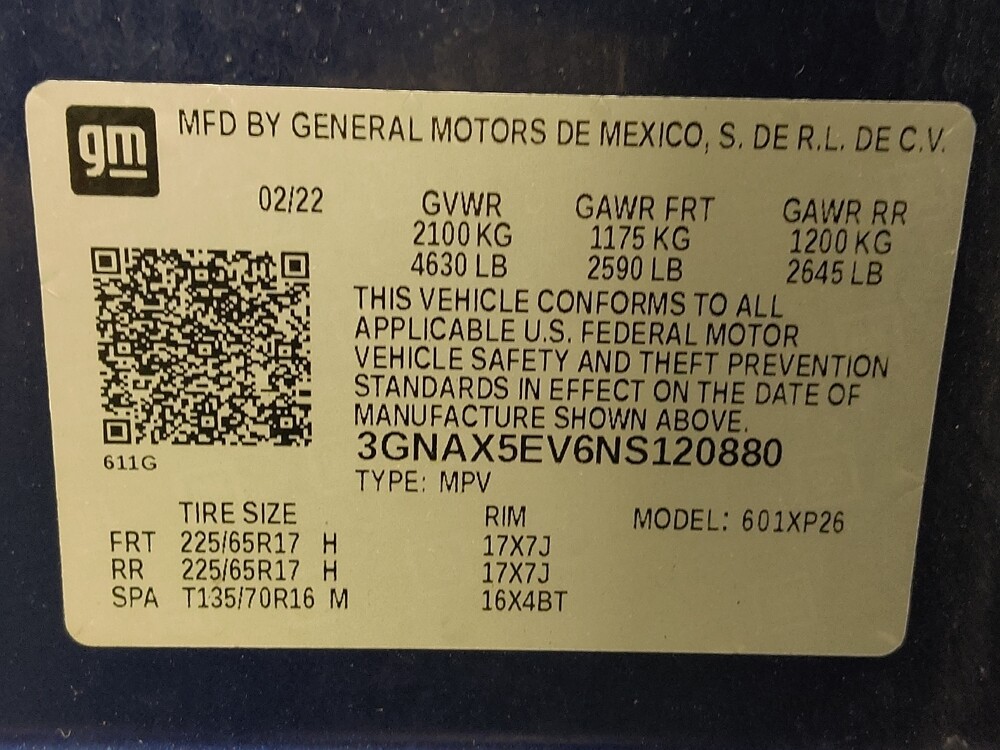 gm
MFD BY GENERAL MOTORS DE MEXICO, S. DE R.L. DE C.V.
02/22 GVWR GAWR FRT GAWR RR
2100 KG 1175 KG 1200 KG
4630 LB 2590 LB 2645 LB
THIS VEHICLE CONFORMS TO ALL
APPLICABLE U.S. FEDERAL MOTOR
VEHICLE SAFETY AND THEFT PREVENTION
STANDARDS IN EFFECT ON THE DATE OF
MANUFACTURE SHOWN ABOVE.
3GNAX5EV6NS120880
611G
TYPE: MPV
TIRE SIZE RIM MODEL: 601XP26
FRT 225/65R17 H 17X7J
RR 225/65R17 H 17X7J
SPA T135/70R16 M 16X4BT